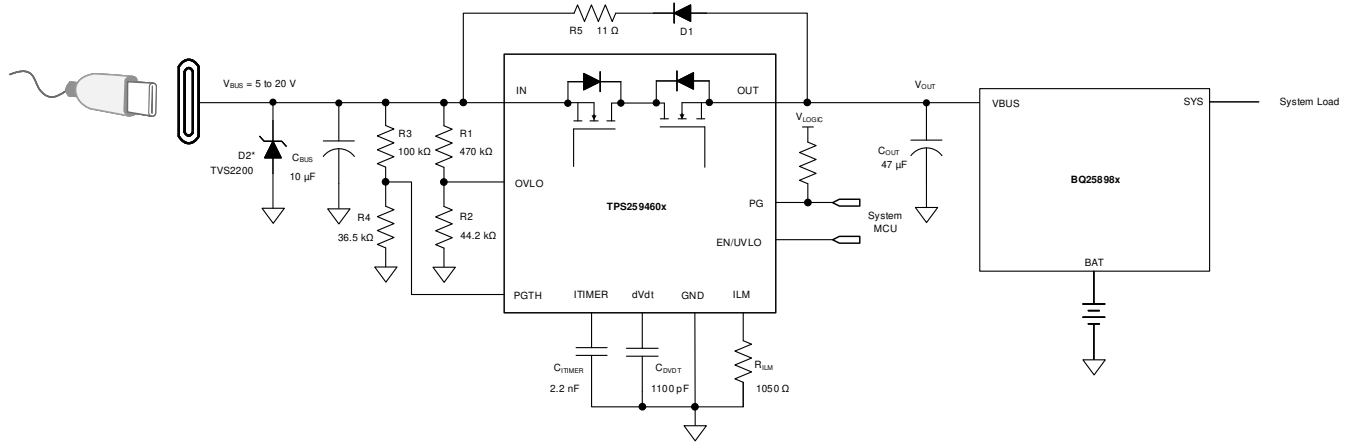 R5 11 Ω
D1
VBUS = 5 to 20 V
IN
OUT
VOUT
VBUS
SYS
System Load
R3
100 kΩ
R1
470 kΩ
VLOGIC
D2*
TVS2200
CBUS
10 µF
COUT
47 µF
OVLO
BQ25898x
R4
36.5 kΩ
R2
44.2 kΩ
TPS259460x
PG
System
MCU
EN/UVLO
BAT
PGTH
ITIMER
dVdt
GND
ILM
CITIMER
2.2 nF
CDVDT
1100 pF
RILM
1050 Ω